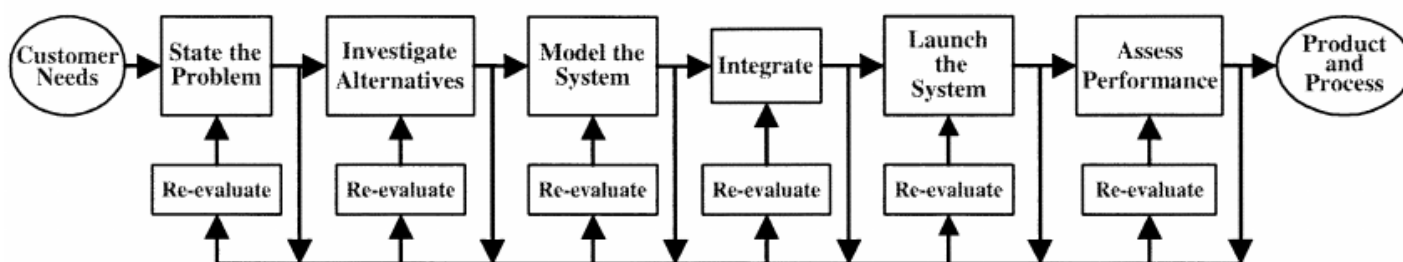 Customer
Needs
State the
Problem
Investigate
Alternatives
Model the
System
Integrate
Launch
the
System
Assess
Performance
Product
and
Process
Re-evaluate
Re-evaluate
Re-evaluate
Re-evaluate
Re-evaluate
Re-evaluate